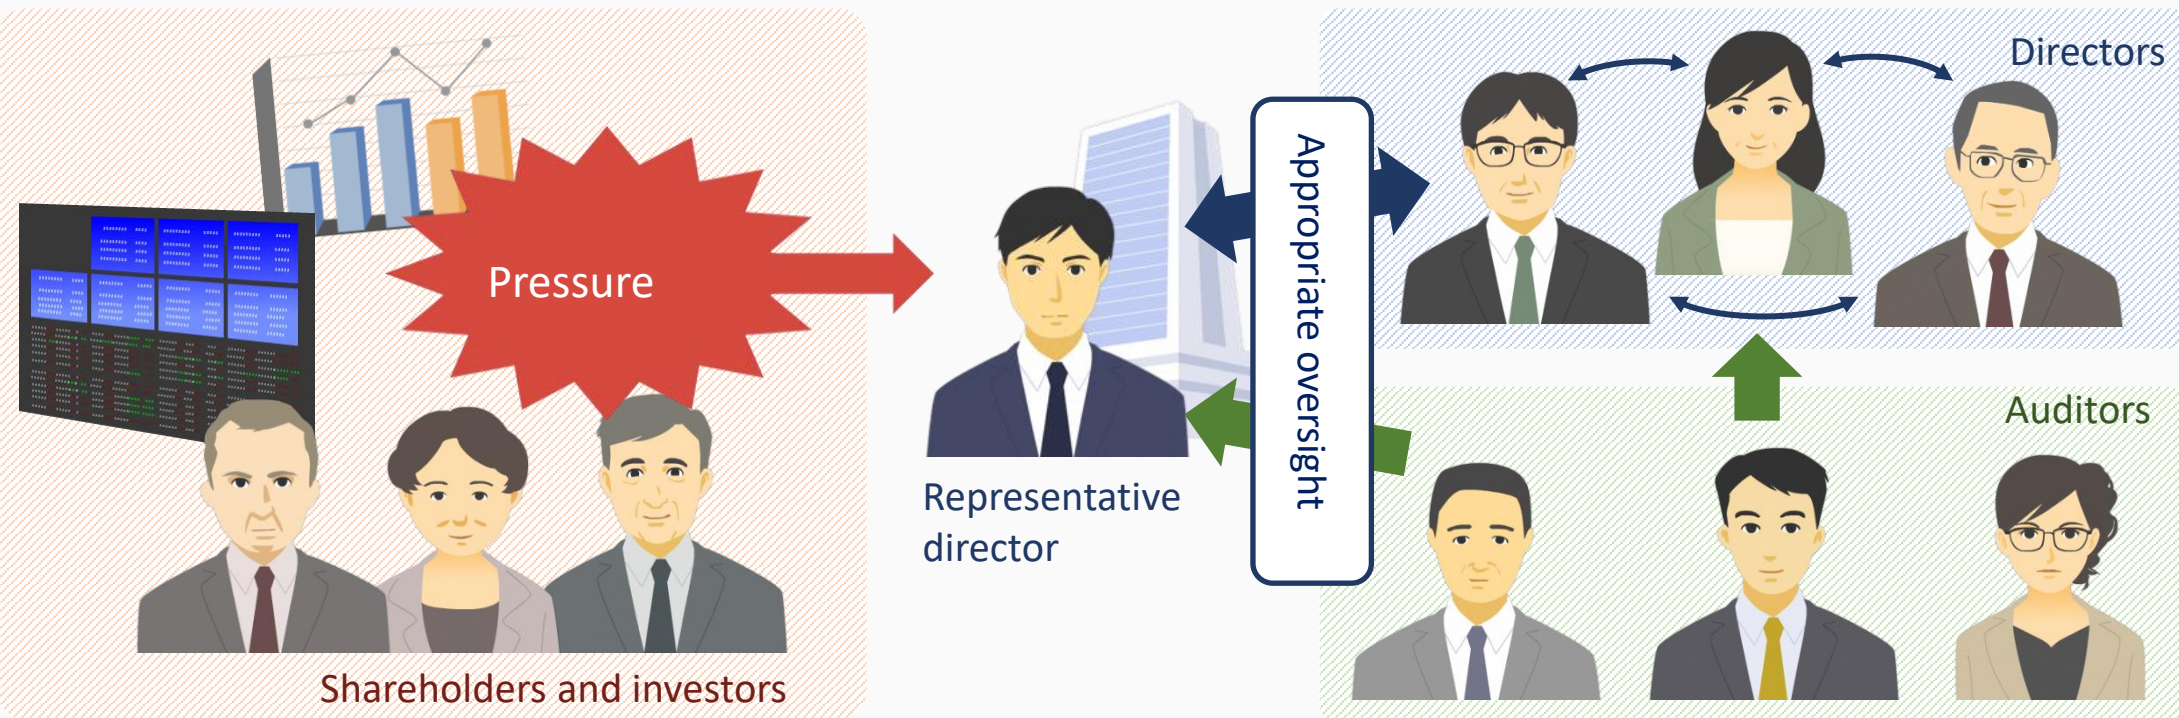 Pressure
Shareholders and investors
Representative
director
Appropriate oversight
Directors
Auditors